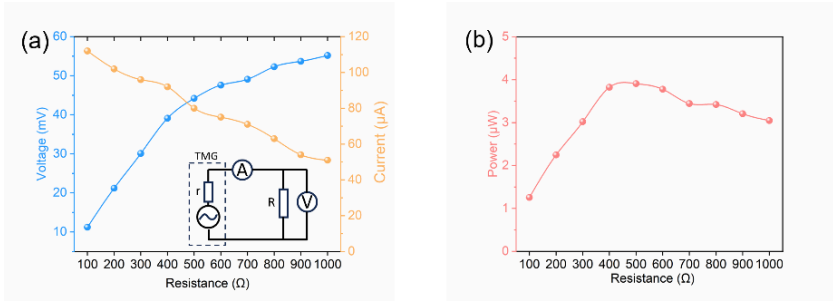 (a)
60
50
40
30
20
10
Voltage (mV)
120
100
80
60
40
20
0
Current (μA)
TMG
A
r
R
V
100 200 300 400 500 600 700 800 900 1000
Resistance (Ω)
(b)
5
4
3
2
1
0
Power (μW)
100 200 300 400 500 600 700 800 900 1000
Resistance (Ω)